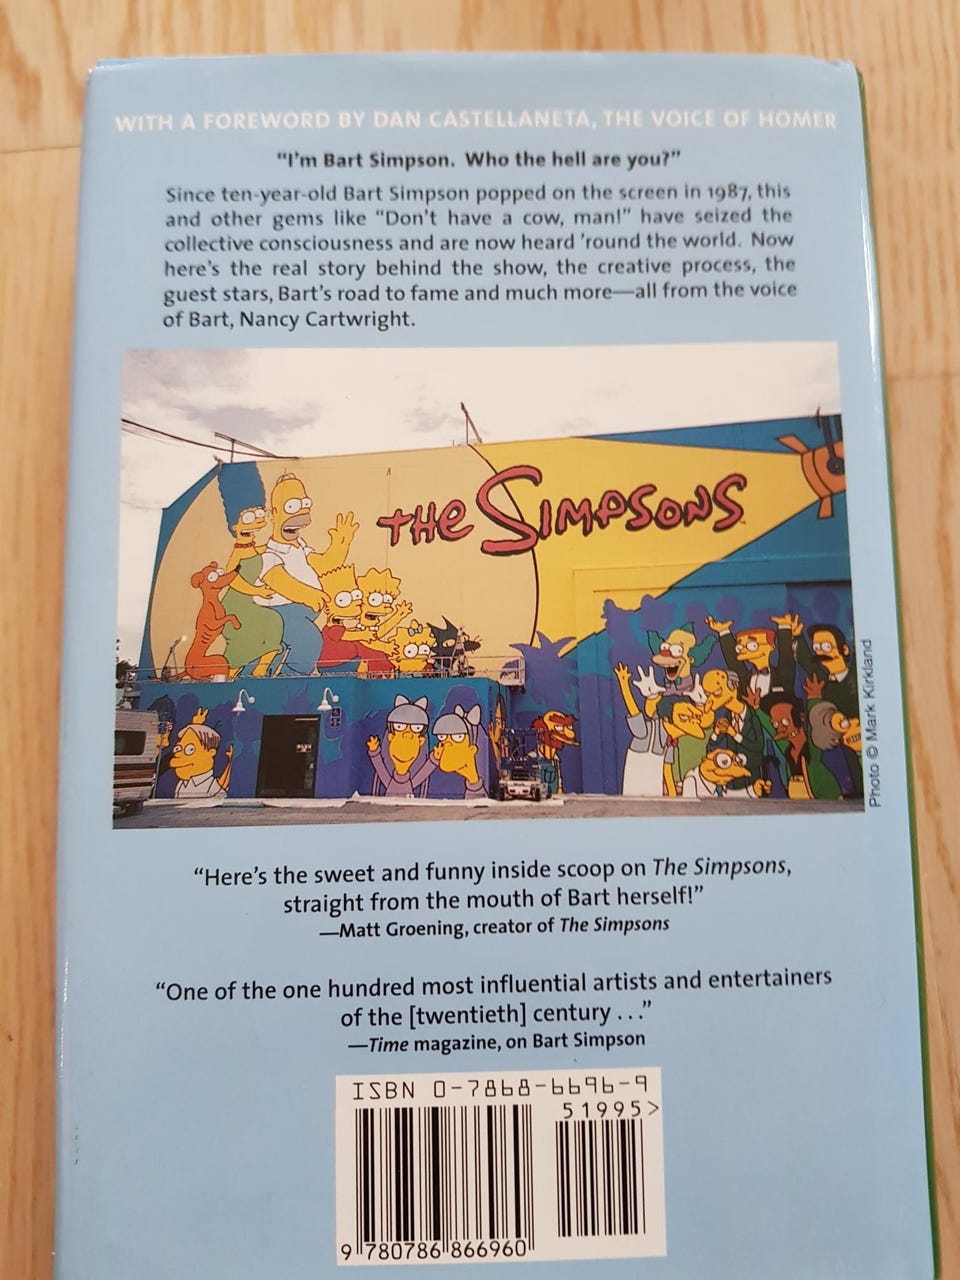 WITH A FOREWORD BY DAN CASTELLANETA, THE VOICE OF HOMER
“I’m Bart Simpson. Who the hell are you?”
Since ten-year-old Bart Simpson popped on the screen in 1987, this
and other gems like “Don’t have a cow, man!” have seized the
collective consciousness and are now heard ’round the world. Now
here’s the real story behind the show, the creative process, the
guest stars, Bart’s road to fame and much more—all from the voice
of Bart, Nancy Cartwright.
THE SIMPSONS
Photo © Mark Kirkland
“Here’s the sweet and funny inside scoop on The Simpsons,
straight from the mouth of Bart herself!”
—Matt Groening, creator of The Simpsons
“One of the one hundred most influential artists and entertainers
of the [twentieth] century . . .”
—Time magazine, on Bart Simpson
ISBN 0-7868-6696-9
51995>
9 780786 866960